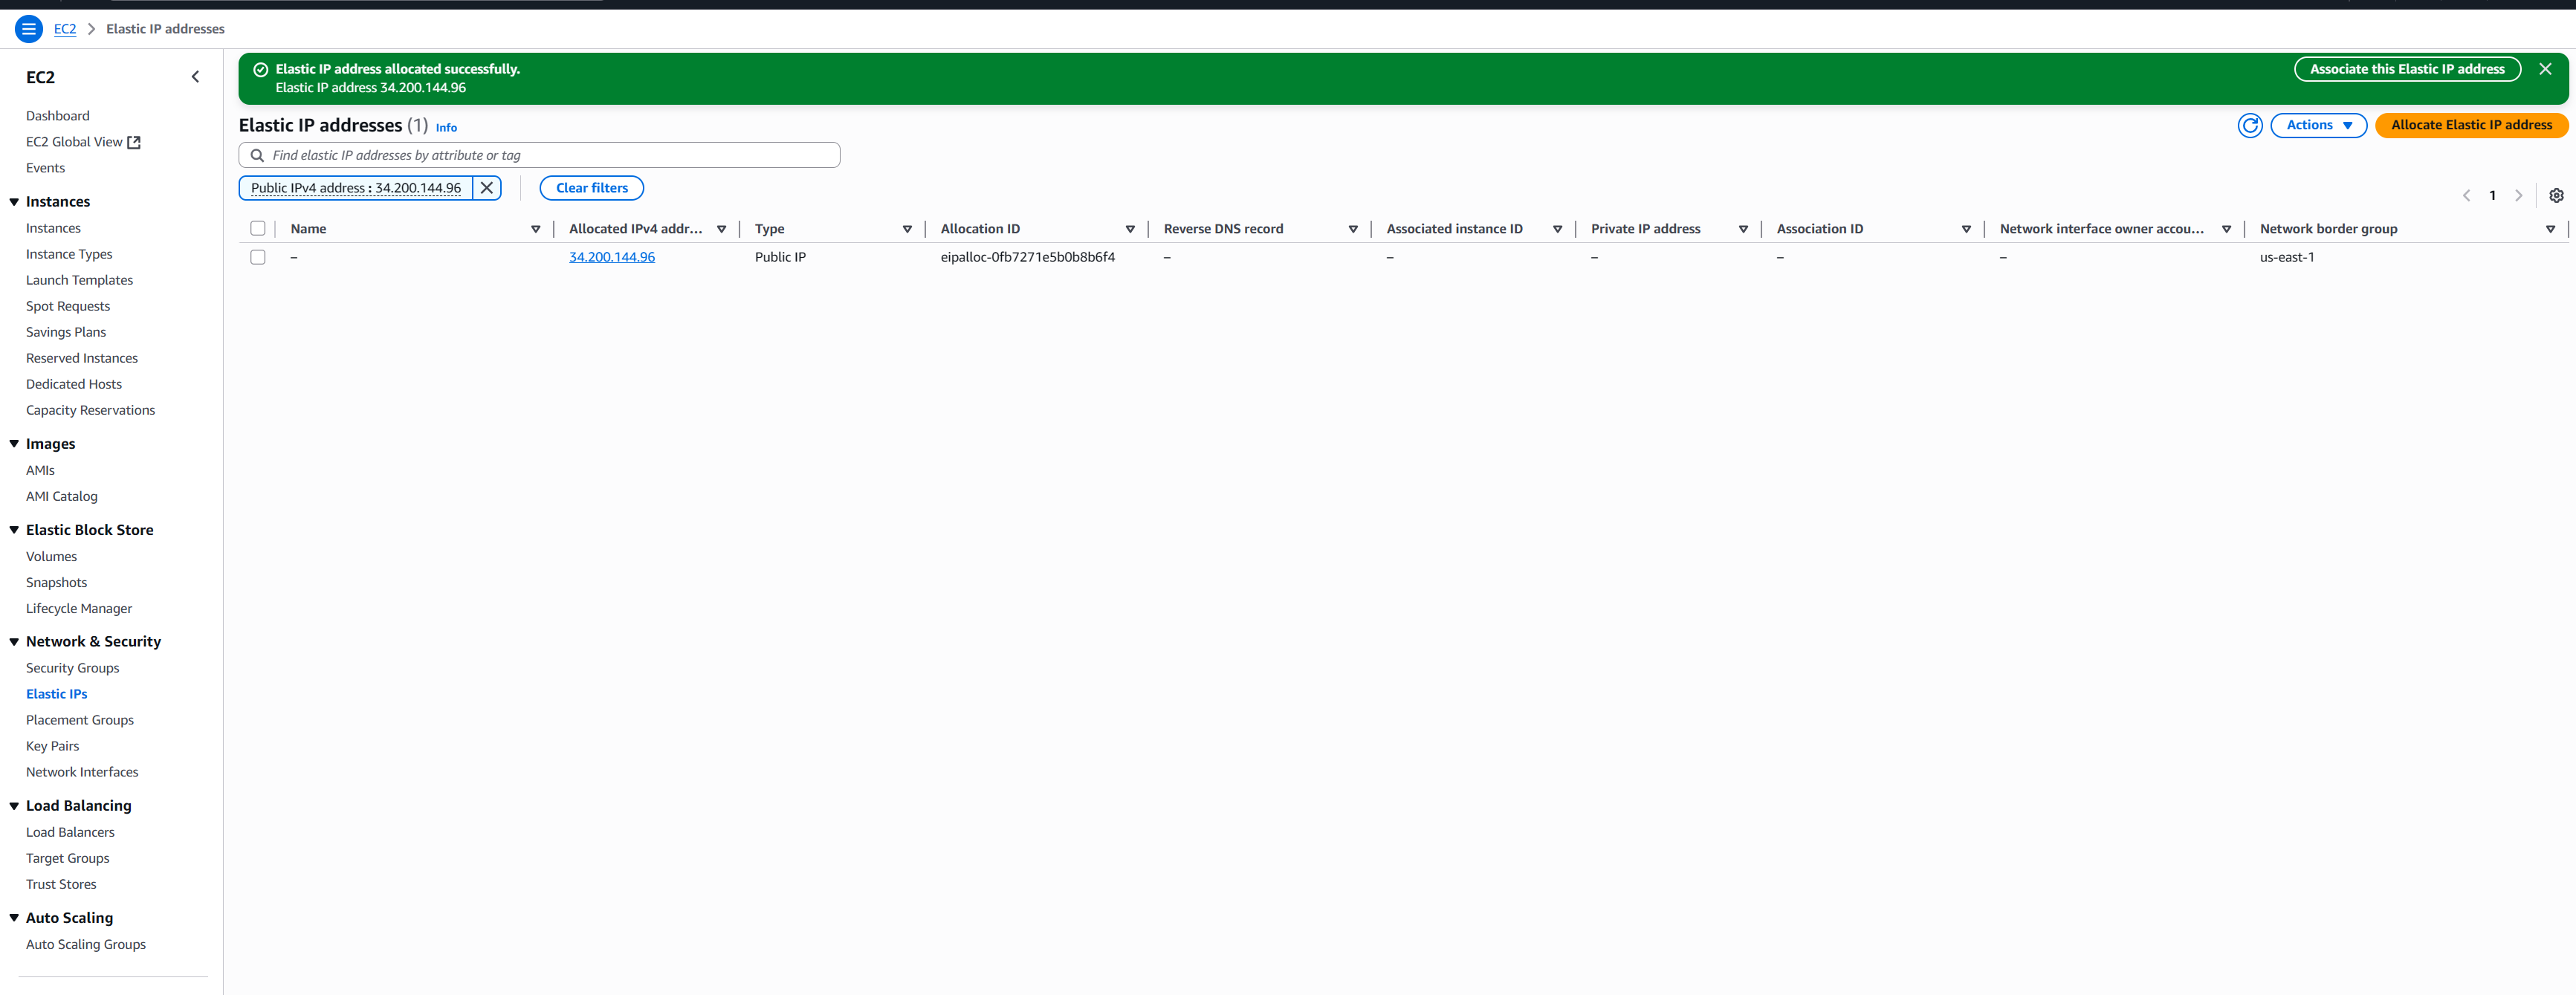 EC2 > Elastic IP addresses
EC2
Dashboard
EC2 Global View
Events
Instances
Instances
Instance Types
Launch Templates
Spot Requests
Savings Plans
Reserved Instances
Dedicated Hosts
Capacity Reservations
Images
AMIs
AMI Catalog
Elastic Block Store
Volumes
Snapshots
Lifecycle Manager
Network & Security
Security Groups
Elastic IPs
Placement Groups
Key Pairs
Network Interfaces
Load Balancing
Load Balancers
Target Groups
Trust Stores
Auto Scaling
Auto Scaling Groups
Elastic IP address allocated successfully.
Elastic IP address 34.200.144.96
Associate this Elastic IP address
Elastic IP addresses (1) Info
Actions
Allocate Elastic IP address
Find elastic IP addresses by attribute or tag
Public IPv4 address : 34.200.144.96
Clear filters
1
Name Allocated IPv4 addr... Type Allocation ID Reverse DNS record Associated instance ID Private IP address Association ID Network interface owner accou... Network border group
– 34.200.144.96 Public IP eipalloc-0fb7271e5b0b8b6f4 – – – – – us-east-1